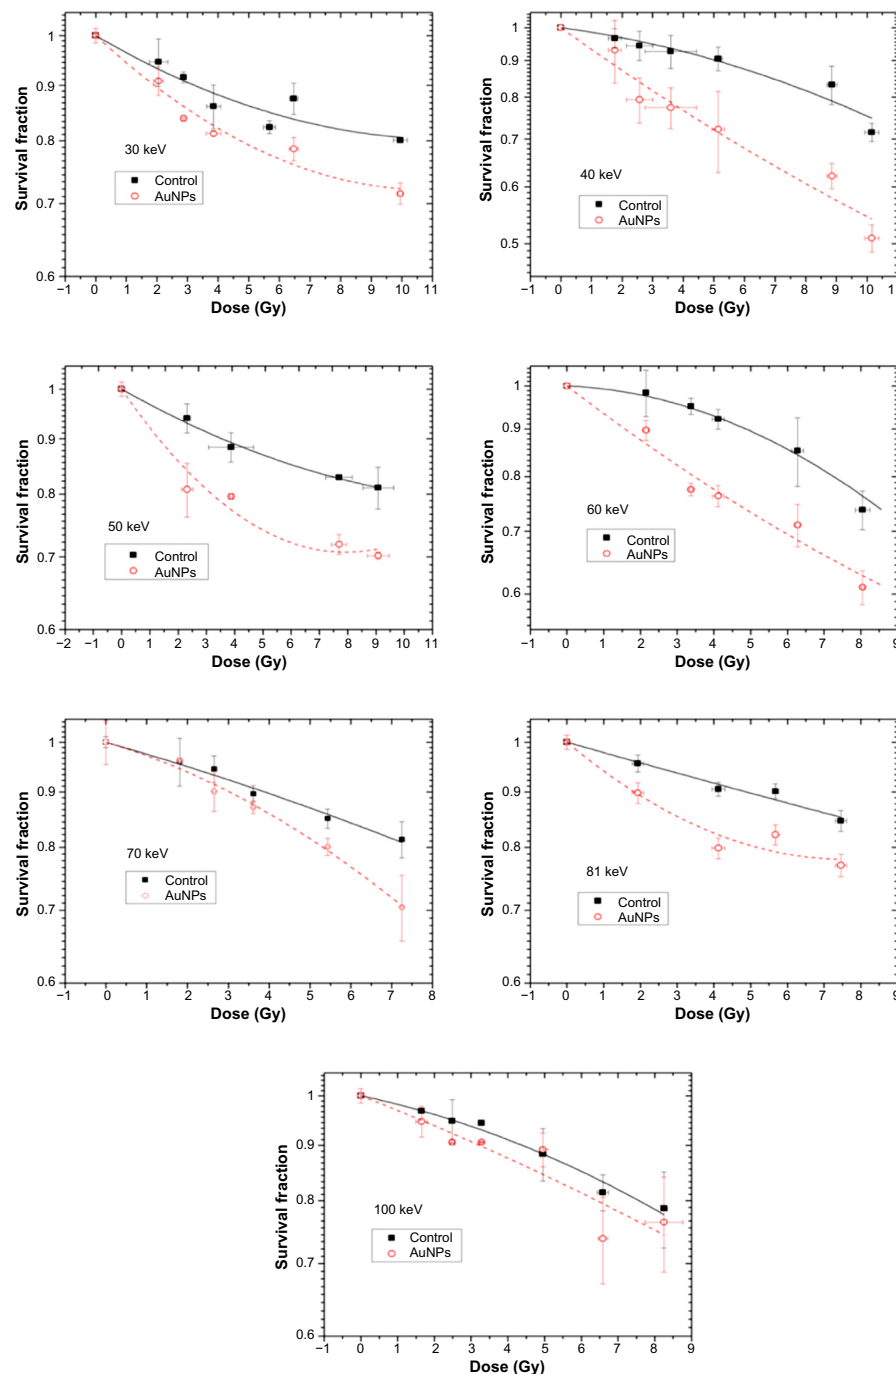 1
0.9
0.8
0.7
0.6
Survival fraction
30 keV
Control
AuNPs
−1 0 1 2 3 4 5 6 7 8 9 10 11
Dose (Gy)
1
0.9
0.8
0.7
0.6
0.5
Survival fraction
40 keV
Control
AuNPs
−1 0 1 2 3 4 5 6 7 8 9 10 1
Dose (Gy)
1
0.9
0.8
0.7
0.6
Survival fraction
50 keV
Control
AuNPs
−2 −1 0 1 2 3 4 5 6 7 8 9 10 11
Dose (Gy)
1
0.9
0.8
0.7
0.6
Survival fraction
60 keV
Control
AuNPs
−1 0 1 2 3 4 5 6 7 8 9
Dose (Gy)
1
0.9
0.8
0.7
0.6
Survival fraction
70 keV
Control
AuNPs
−1 0 1 2 3 4 5 6 7 8
Dose (Gy)
1
0.9
0.8
0.7
0.6
Survival fraction
81 keV
Control
AuNPs
−1 0 1 2 3 4 5 6 7 8 9
Dose (Gy)
1
0.9
0.8
0.7
0.6
Survival fraction
100 keV
Control
AuNPs
−1 0 1 2 3 4 5 6 7 8 9
Dose (Gy)